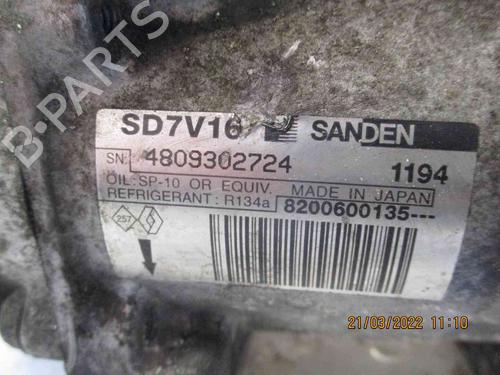 B-PARTS
SD7V16 SANDEN
SN: 4809302724 1194
OIL: SP-10 OR EQUIV. MADE IN JAPAN
REFRIGERANT: R134a 8200600135---
257
21/03/2022 11:10